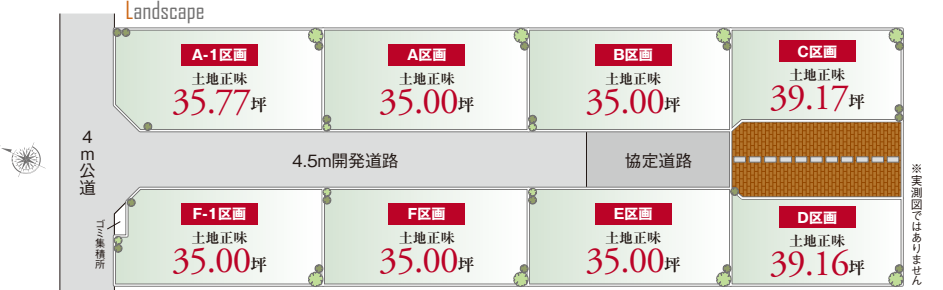 Landscape
A-1区画
土地正味
35.77坪
A区画
土地正味
35.00坪
B区画
土地正味
35.00坪
C区画
土地正味
39.17坪
4m公道
4.5m開発道路
協定道路
F-1区画
土地正味
35.00坪
F区画
土地正味
35.00坪
E区画
土地正味
35.00坪
D区画
土地正味
39.16坪
ゴミ集積所
※実測図ではありません